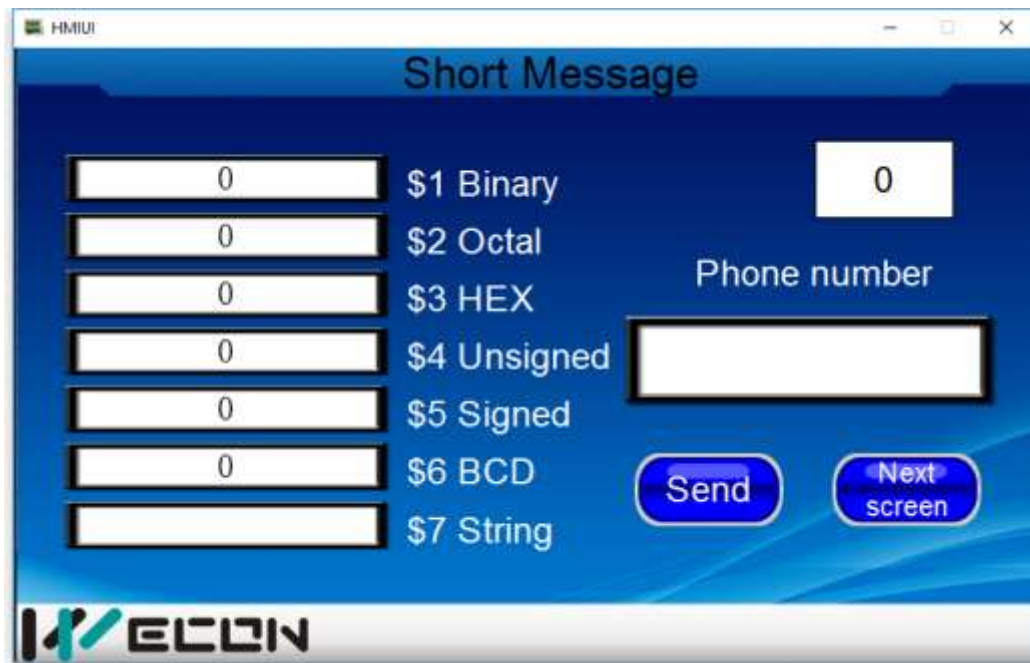 HMIUI
Short Message
0
$1 Binary
0
$2 Octal
0
$3 HEX
0
$4 Unsigned
0
$5 Signed
0
$6 BCD
$7 String
0
Phone number
Send
Next
screen
WECON